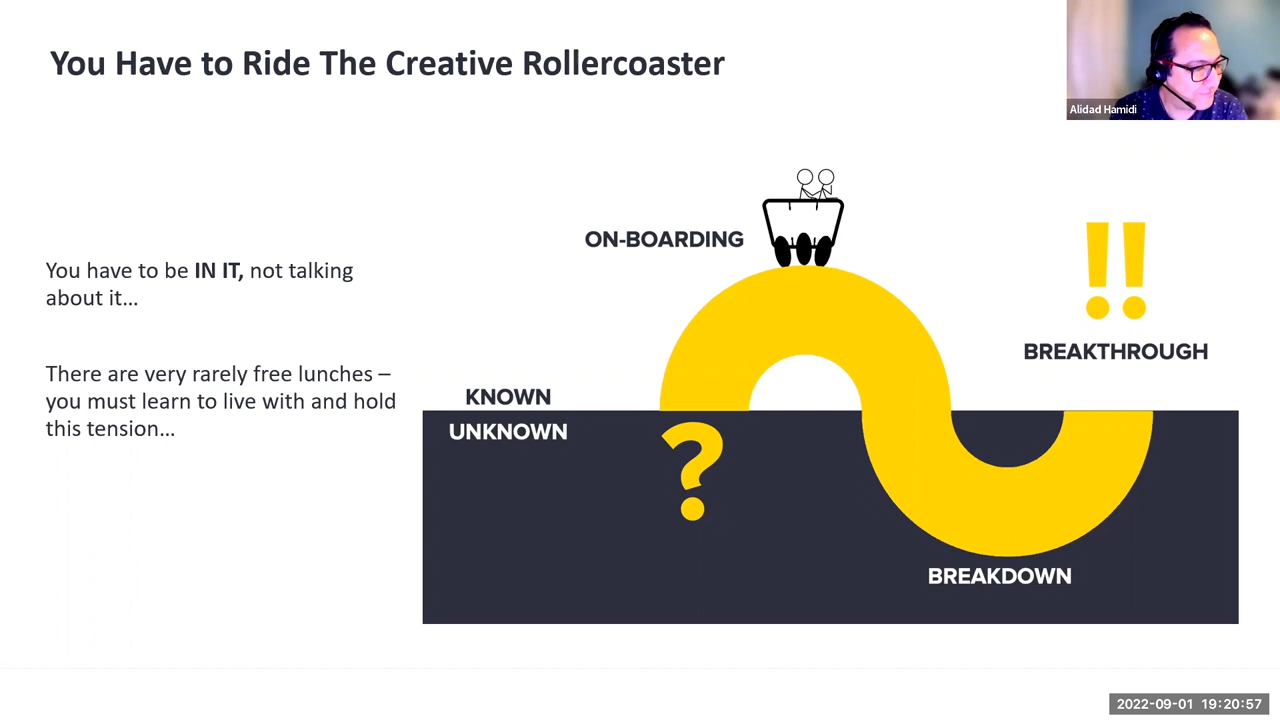 You Have to Ride The Creative Rollercoaster
Alidad Hamidi
ON-BOARDING
You have to be IN IT, not talking
about it…
!!
BREAKTHROUGH
There are very rarely free lunches –
you must learn to live with and hold
this tension…
KNOWN
UNKNOWN
?
BREAKDOWN
2022-09-01 19:20:57